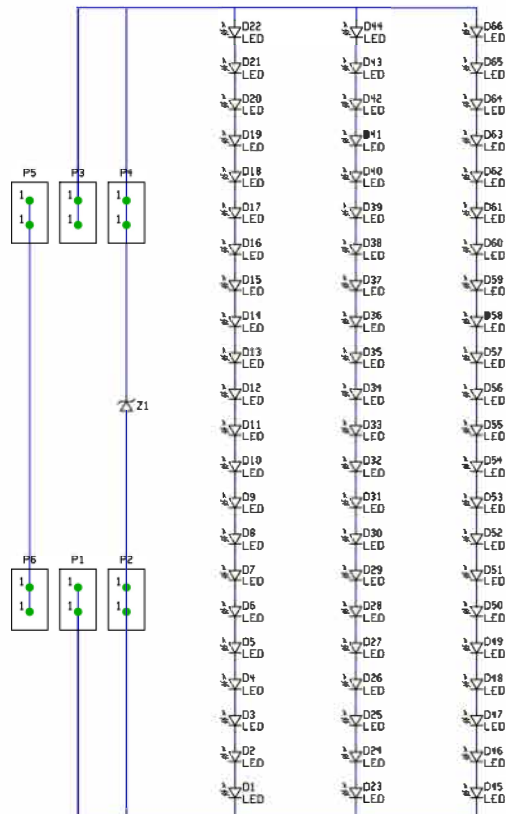 D22 D44 D66
LED LED LED
D21 D43 D65
LED LED LED
D20 D42 D64
LED LED LED
D19 D41 D63
LED LED LED
P5 P3 P4 D18 D40 D62
LED LED LED
1 1 1 D17 D39 D61
LED LED LED
1 1 1
D16 D38 D60
LED LED LED
D15 D37 D59
LED LED LED
D14 D36 D58
LED LED LED
D13 D35 D57
LED LED LED
D12 D34 D56
LED LED LED
Z1
D11 D33 D55
LED LED LED
D10 D32 D54
LED LED LED
D9 D31 D53
LED LED LED
D8 D30 D52
LED LED LED
P6 P1 P2
D7 D29 D51
LED LED LED
1 1 1
D6 D28 D50
LED LED LED
1 1 1
D5 D27 D49
LED LED LED
D4 D26 D48
LED LED LED
D3 D25 D47
LED LED LED
D2 D24 D46
LED LED LED
D1 D23 D45
LED LED LED